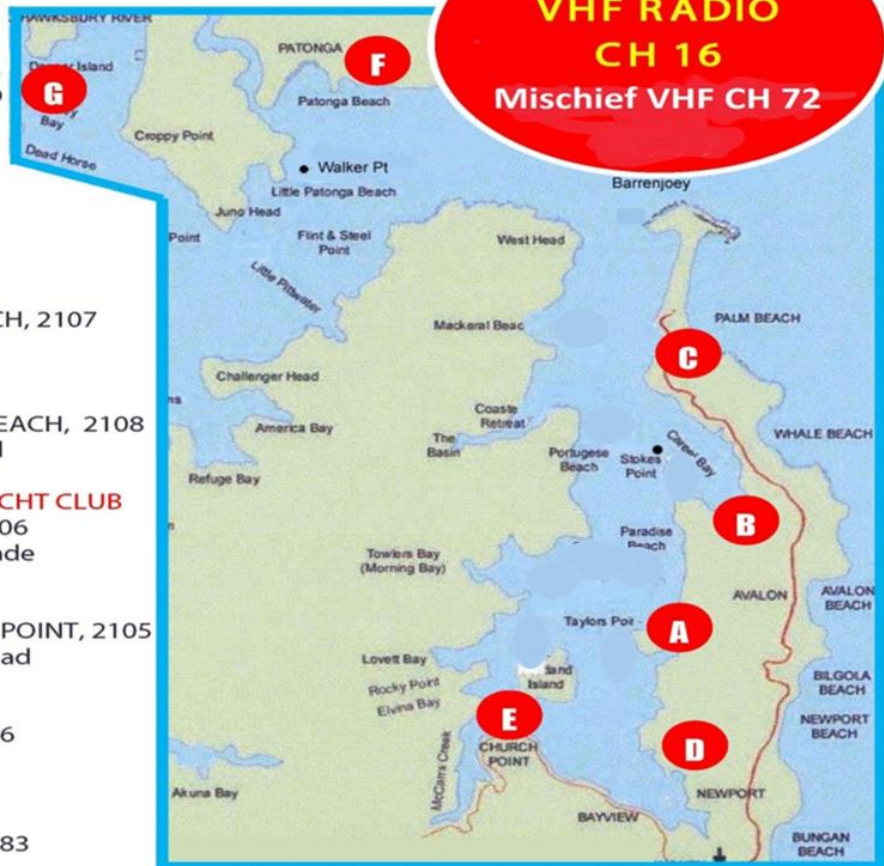 VHF RADIO
CH 16
Mischief VHF CH 72
HAWKSBURY RIVER
PATONGA
F
Island
G
Patonga Beach
Bay
Croppy Point
Dead Horse
Walker Pt
Little Patonga Beach
Barrenjoey
Juno Head
Point
Flint & Steel
Point
West Head
Little Pittwater
CH, 2107
Mackeral Beac
PALM BEACH
C
Challenger Head
ns
EACH, 2108
America Bay
Coaste
Retreat
The
Basin
Portugese
Beach
Stokes
Point
Career Bay
WHALE BEACH
Refuge Bay
CHT CLUB
06
ade
B
Paradise
Beach
Towlers Bay
(Morning Bay)
AVALON
AVALON
BEACH
POINT, 2105
ad
Taylors Poi
A
Lovett Bay
Rocky Point
Elvina Bay
land
Island
BILGOLA
BEACH
E
CHURCH
POINT
NEWPORT
BEACH
6
D
McCarrs Creek
Akuna Bay
NEWPORT
BAYVIEW
83
BUNGAN
BEACH